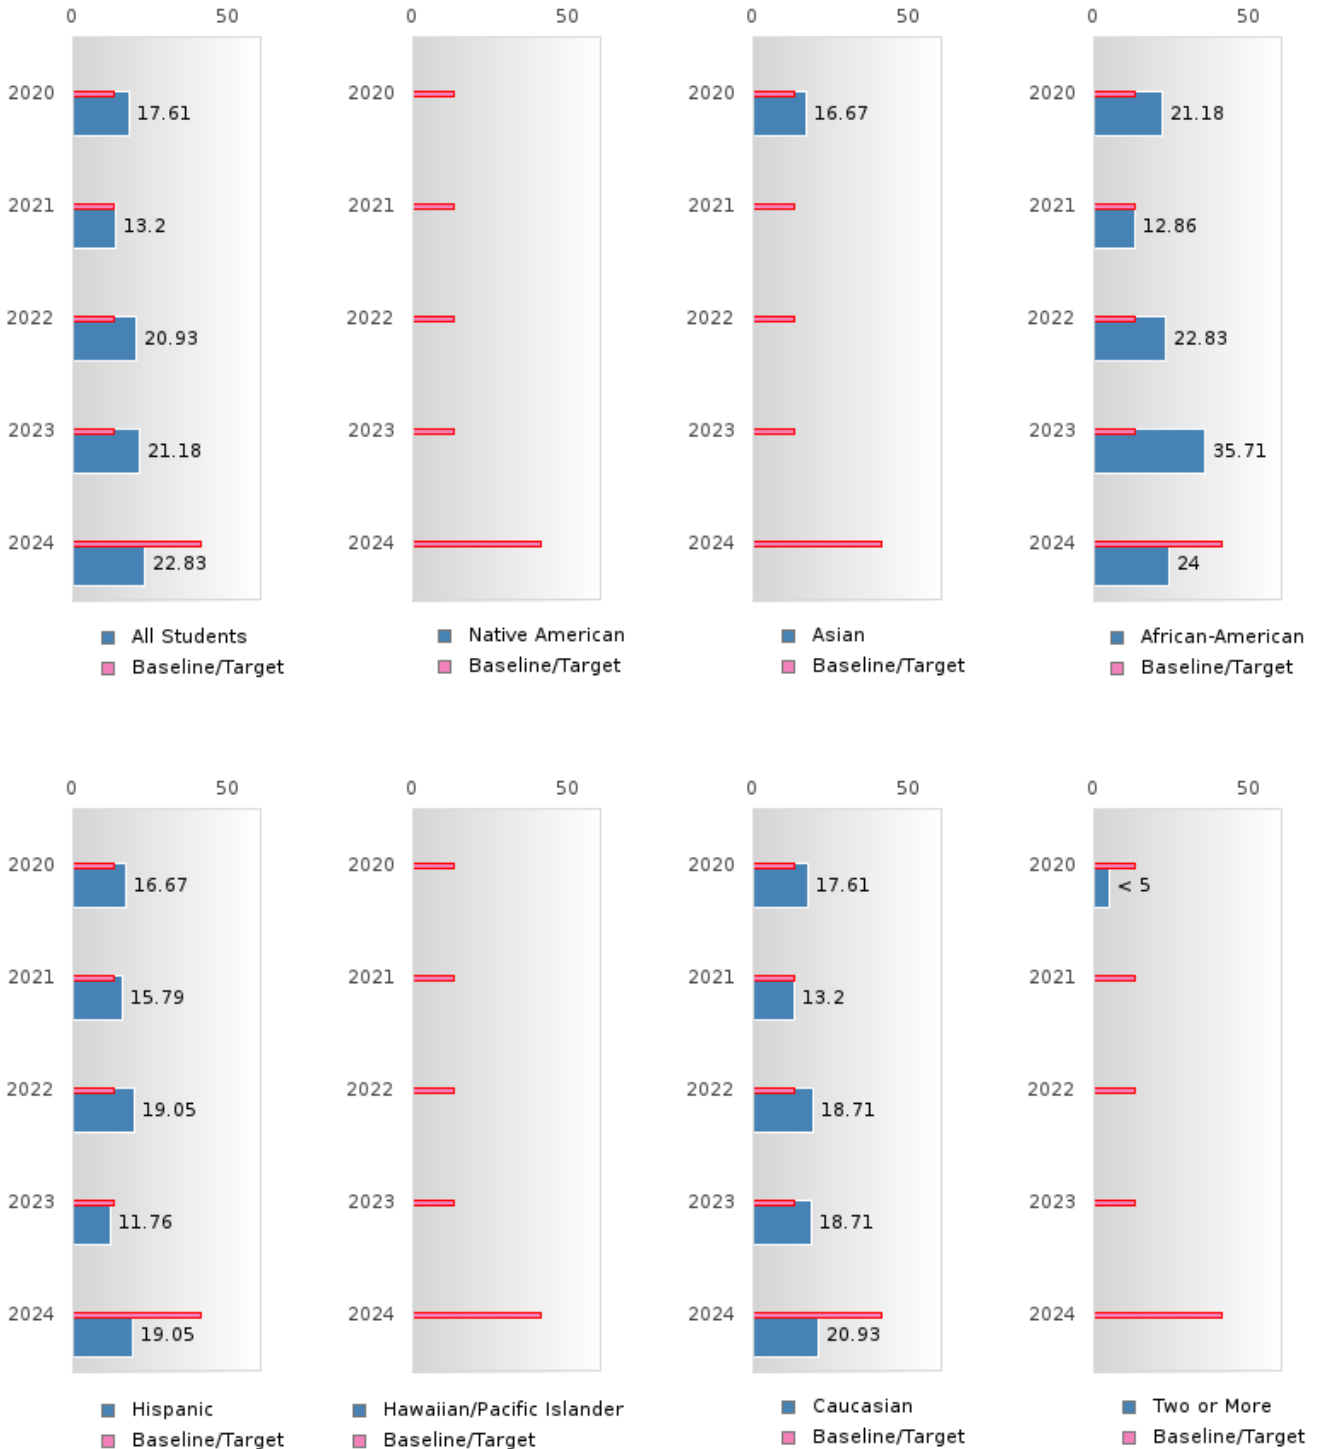 0 50 0 50 0 50 0 50
2020 2020 2020 2020
17.61 16.67 21.18
2021 2021 2021 2021
13.2 12.86
2022 2022 2022 2022
20.93 22.83
2023 2023 2023 2023
21.18 35.71
2024 2024 2024 2024
22.83 24
All Students Native American Asian African-American
Baseline/Target Baseline/Target Baseline/Target Baseline/Target
0 50 0 50 0 50 0 50
2020 2020 2020 2020
16.67 17.61 < 5
2021 2021 2021 2021
15.79 13.2
2022 2022 2022 2022
19.05 18.71
2023 2023 2023 2023
11.76 18.71
2024 2024 2024 2024
19.05 20.93
Hispanic Hawaiian/Pacific Islander Caucasian Two or More
Baseline/Target Baseline/Target Baseline/Target Baseline/Target